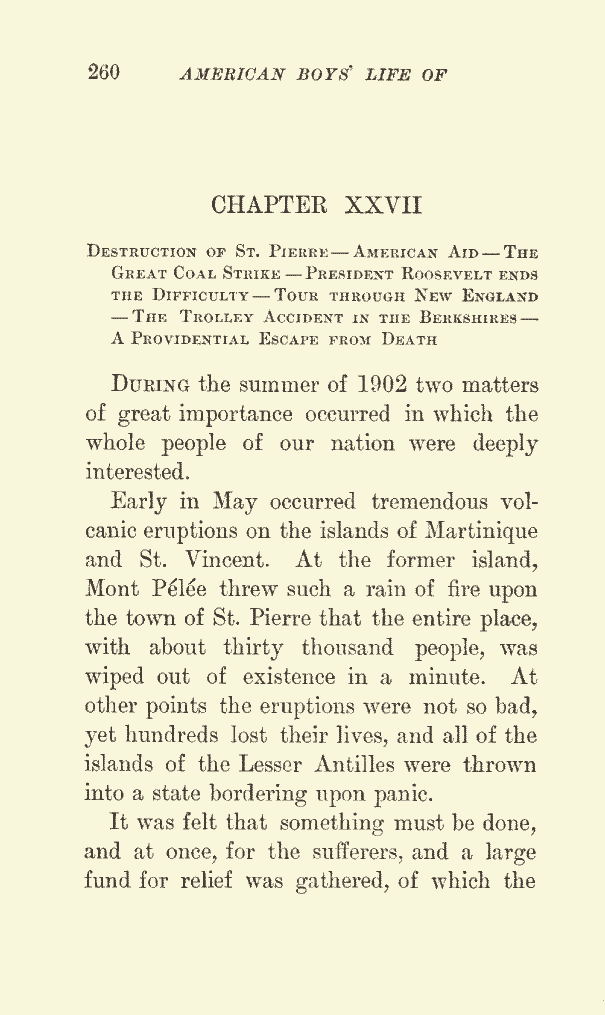 260 AMERICAN BOYS' LIFE OF
CHAPTER XXVII
DESTRUCTION OF ST. PIERRE—AMERICAN AID—THE
GREAT COAL STRIKE—PRESIDENT ROOSEVELT ENDS
THE DIFFICULTY—TOUR THROUGH NEW ENGLAND
—THE TROLLEY ACCIDENT IN THE BERKSHIRES—
A PROVIDENTIAL ESCAPE FROM DEATH
DURING the summer of 1902 two matters
of great importance occurred in which the
whole people of our nation were deeply
interested.
Early in May occurred tremendous vol-
canic eruptions on the islands of Martinique
and St. Vincent. At the former island,
Mont Pélée threw such a rain of fire upon
the town of St. Pierre that the entire place,
with about thirty thousand people, was
wiped out of existence in a minute. At
other points the eruptions were not so bad,
yet hundreds lost their lives, and all of the
islands of the Lesser Antilles were thrown
into a state bordering upon panic.
It was felt that something must be done,
and at once, for the sufferers, and a large
fund for relief was gathered, of which the